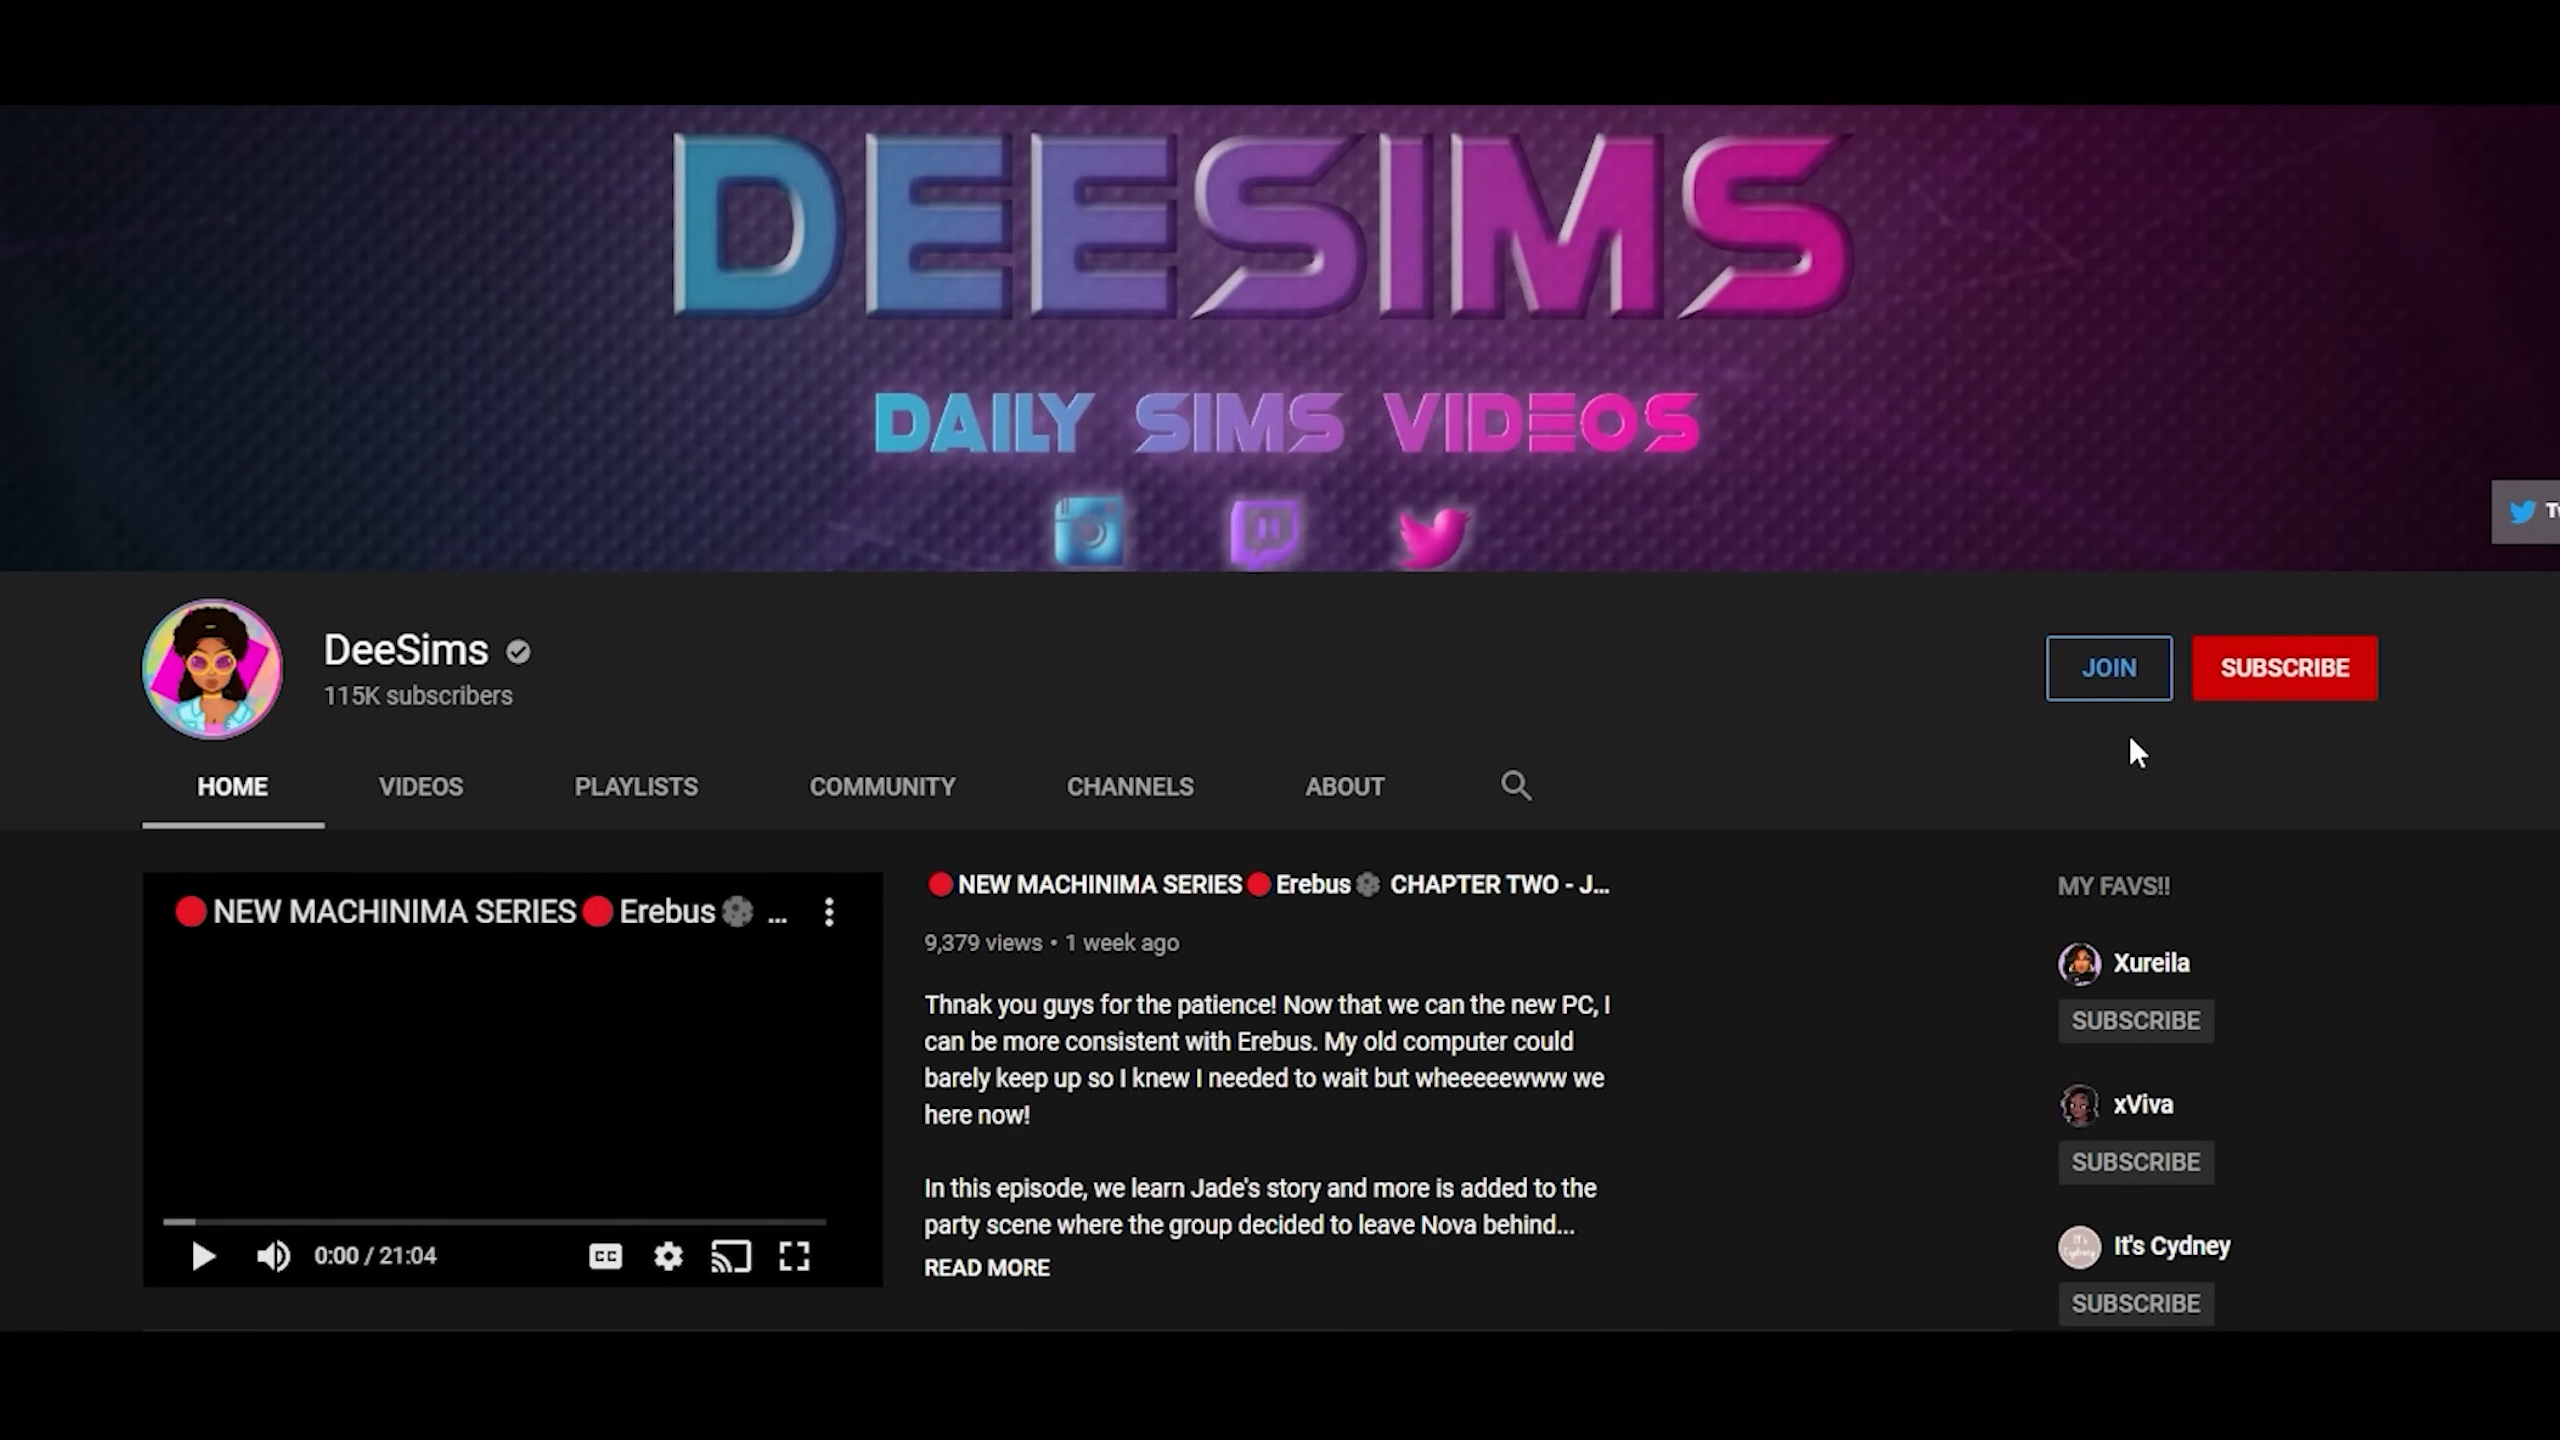 DEESIMS
DAILY SIMS VIDEOS
DeeSims
115K subscribers
JOIN
SUBSCRIBE
HOME
VIDEOS
PLAYLISTS
COMMUNITY
CHANNELS
ABOUT
🔴NEW MACHINIMA SERIES🔴Erebus ...
0:00 / 21:04
CC
🔴NEW MACHINIMA SERIES🔴Erebus CHAPTER TWO - J...
9,379 views • 1 week ago
Thnak you guys for the patience! Now that we can the new PC, I
can be more consistent with Erebus. My old computer could
barely keep up so I knew I needed to wait but wheeeeewww we
here now!
In this episode, we learn Jade's story and more is added to the
party scene where the group decided to leave Nova behind...
READ MORE
MY FAVS!!
Xureila
SUBSCRIBE
xViva
SUBSCRIBE
It's Cydney
SUBSCRIBE